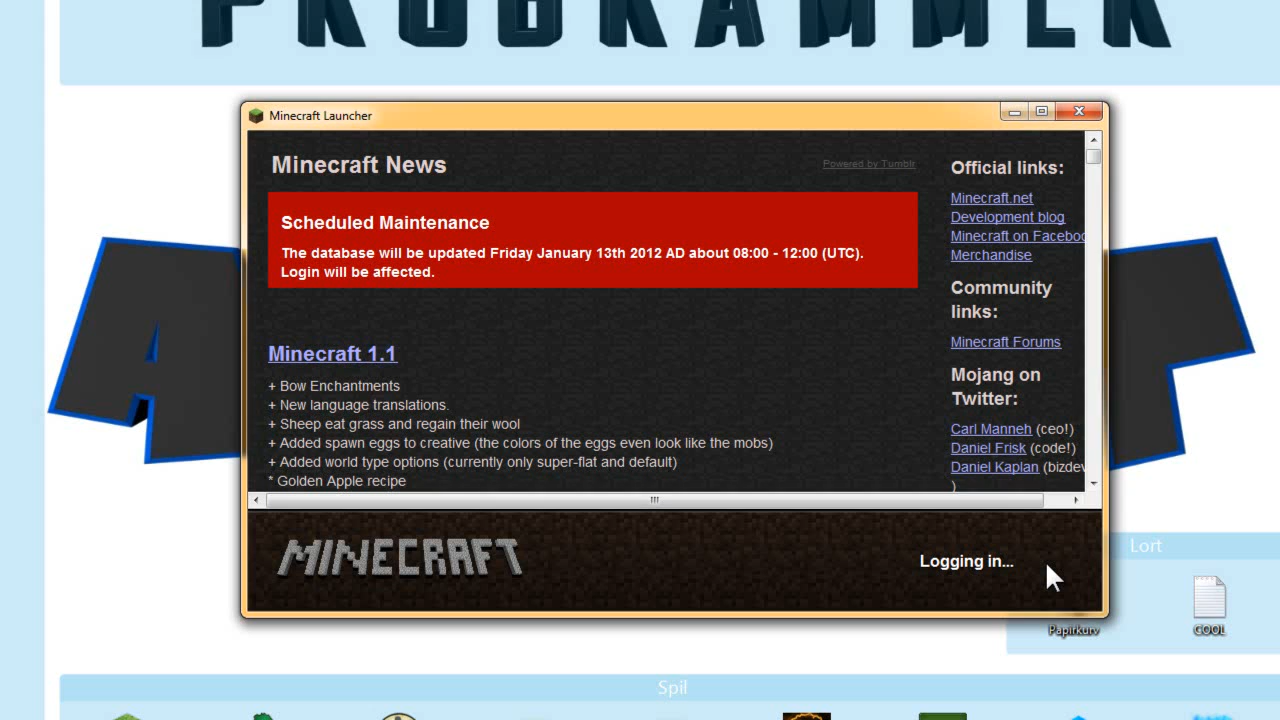 PROGRAMMER
Minecraft Launcher
Minecraft News
Powered by Tumblr
Scheduled Maintenance
The database will be updated Friday January 13th 2012 AD about 08:00 - 12:00 (UTC).
Login will be affected.
Minecraft 1.1
+ Bow Enchantments
+ New language translations.
+ Sheep eat grass and regain their wool
+ Added spawn eggs to creative (the colors of the eggs even look like the mobs)
+ Added world type options (currently only super-flat and default)
* Golden Apple recipe
Official links:
Minecraft.net
Development blog
Minecraft on Faceboo
Merchandise
Community
links:
Minecraft Forums
Mojang on
Twitter:
Carl Manneh (ceo!)
Daniel Frisk (code!)
Daniel Kaplan (bizdev
)
MINECRAFT
Logging in...
A
T
Lort
Papirkurv
COOL
Spil